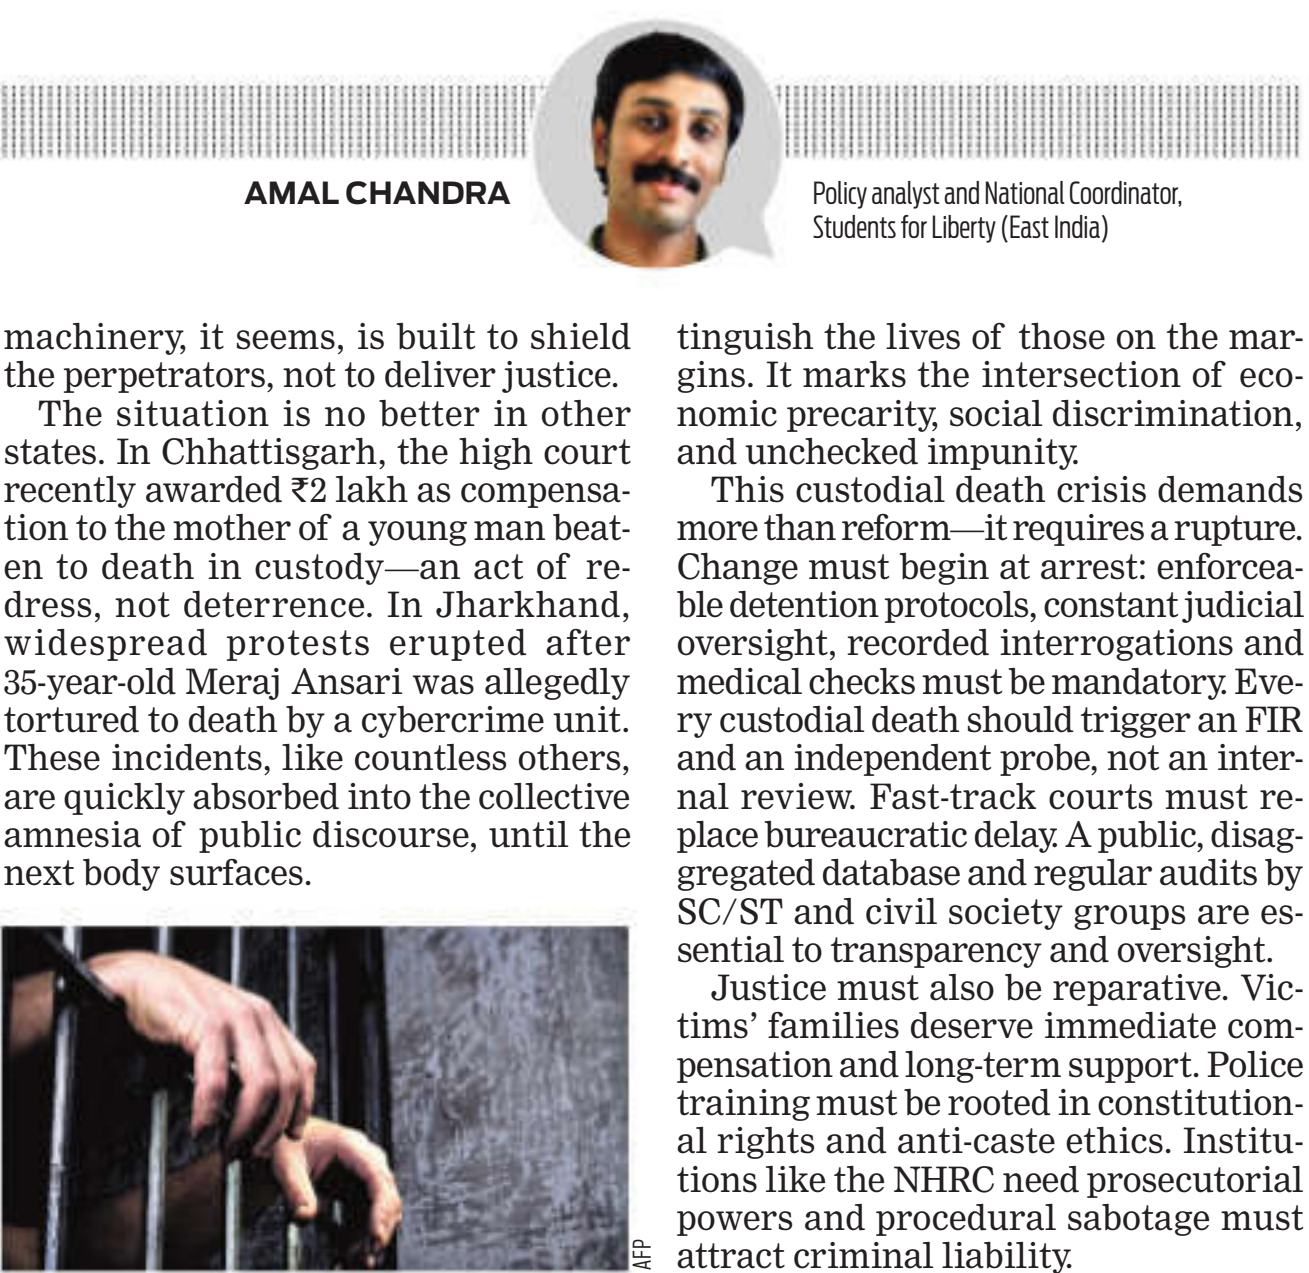 AMAL CHANDRA
Policy analyst and National Coordinator,
Students for Liberty (East India)
machinery, it seems, is built to shield
the perpetrators, not to deliver justice.
The situation is no better in other
states. In Chhattisgarh, the high court
recently awarded ₹2 lakh as compensa-
tion to the mother of a young man beat-
en to death in custody—an act of re-
dress, not deterrence. In Jharkhand,
widespread protests erupted after
35-year-old Meraj Ansari was allegedly
tortured to death by a cybercrime unit.
These incidents, like countless others,
are quickly absorbed into the collective
amnesia of public discourse, until the
next body surfaces.
AFP
tinguish the lives of those on the mar-
gins. It marks the intersection of eco-
nomic precarity, social discrimination,
and unchecked impunity.
This custodial death crisis demands
more than reform—it requires a rupture.
Change must begin at arrest: enforcea-
ble detention protocols, constant judicial
oversight, recorded interrogations and
medical checks must be mandatory. Eve-
ry custodial death should trigger an FIR
and an independent probe, not an inter-
nal review. Fast-track courts must re-
place bureaucratic delay. A public, disag-
gregated database and regular audits by
SC/ST and civil society groups are es-
sential to transparency and oversight.
Justice must also be reparative. Vic-
tims’ families deserve immediate com-
pensation and long-term support. Police
training must be rooted in constitution-
al rights and anti-caste ethics. Institu-
tions like the NHRC need prosecutorial
powers and procedural sabotage must
attract criminal liability.